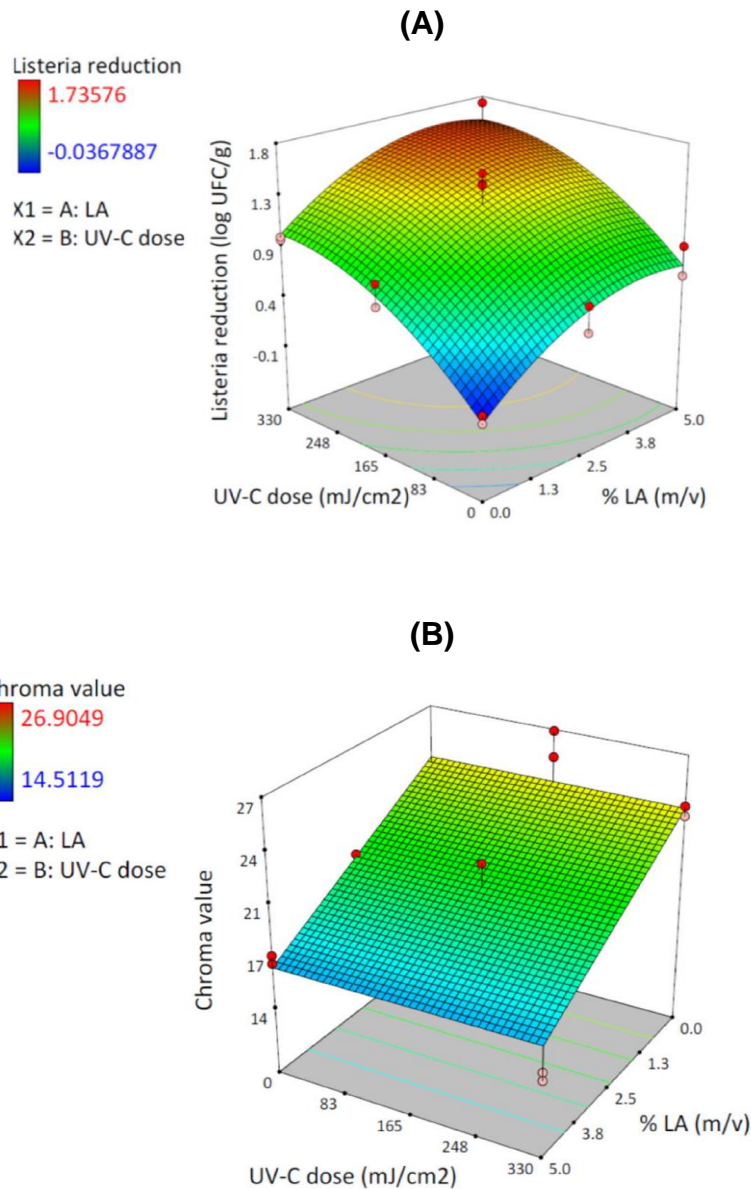 (A)
Listeria reduction
1.73576
-0.0367887
X1 = A: LA
X2 = B: UV-C dose
Listeria reduction (log UFC/g)
1.8
1.3
0.9
0.4
-0.1
330
248
165
83
0
UV-C dose (mJ/cm2)
0.0
1.3
2.5
3.8
5.0
% LA (m/v)
(B)
hroma value
26.9049
14.5119
1 = A: LA
2 = B: UV-C dose
Chroma value
27
24
21
17
14
0
83
165
248
330
UV-C dose (mJ/cm2)
5.0
3.8
2.5
1.3
0.0
% LA (m/v)